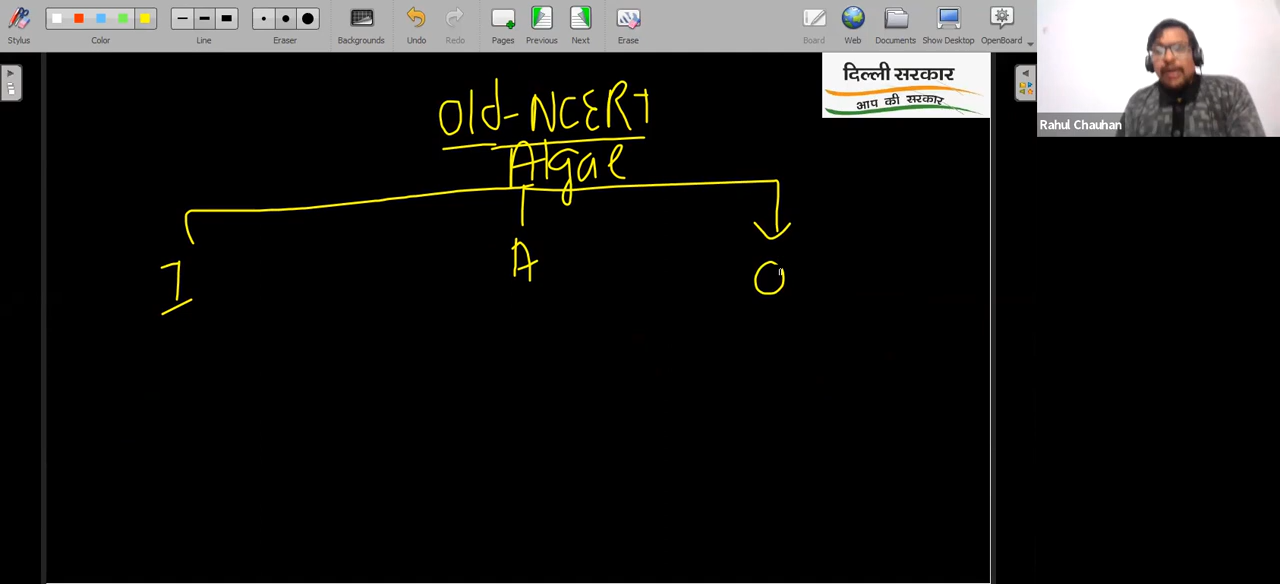 Stylus
Color
Line
Eraser
Backgrounds
Undo
Redo
Pages
Previous
Next
Erase
Board
Web
Documents
Show Desktop
OpenBoard
दिल्ली सरकार
आप की सरकार
Rahul Chauhan
Old-NCERT
Algae
I
A
O